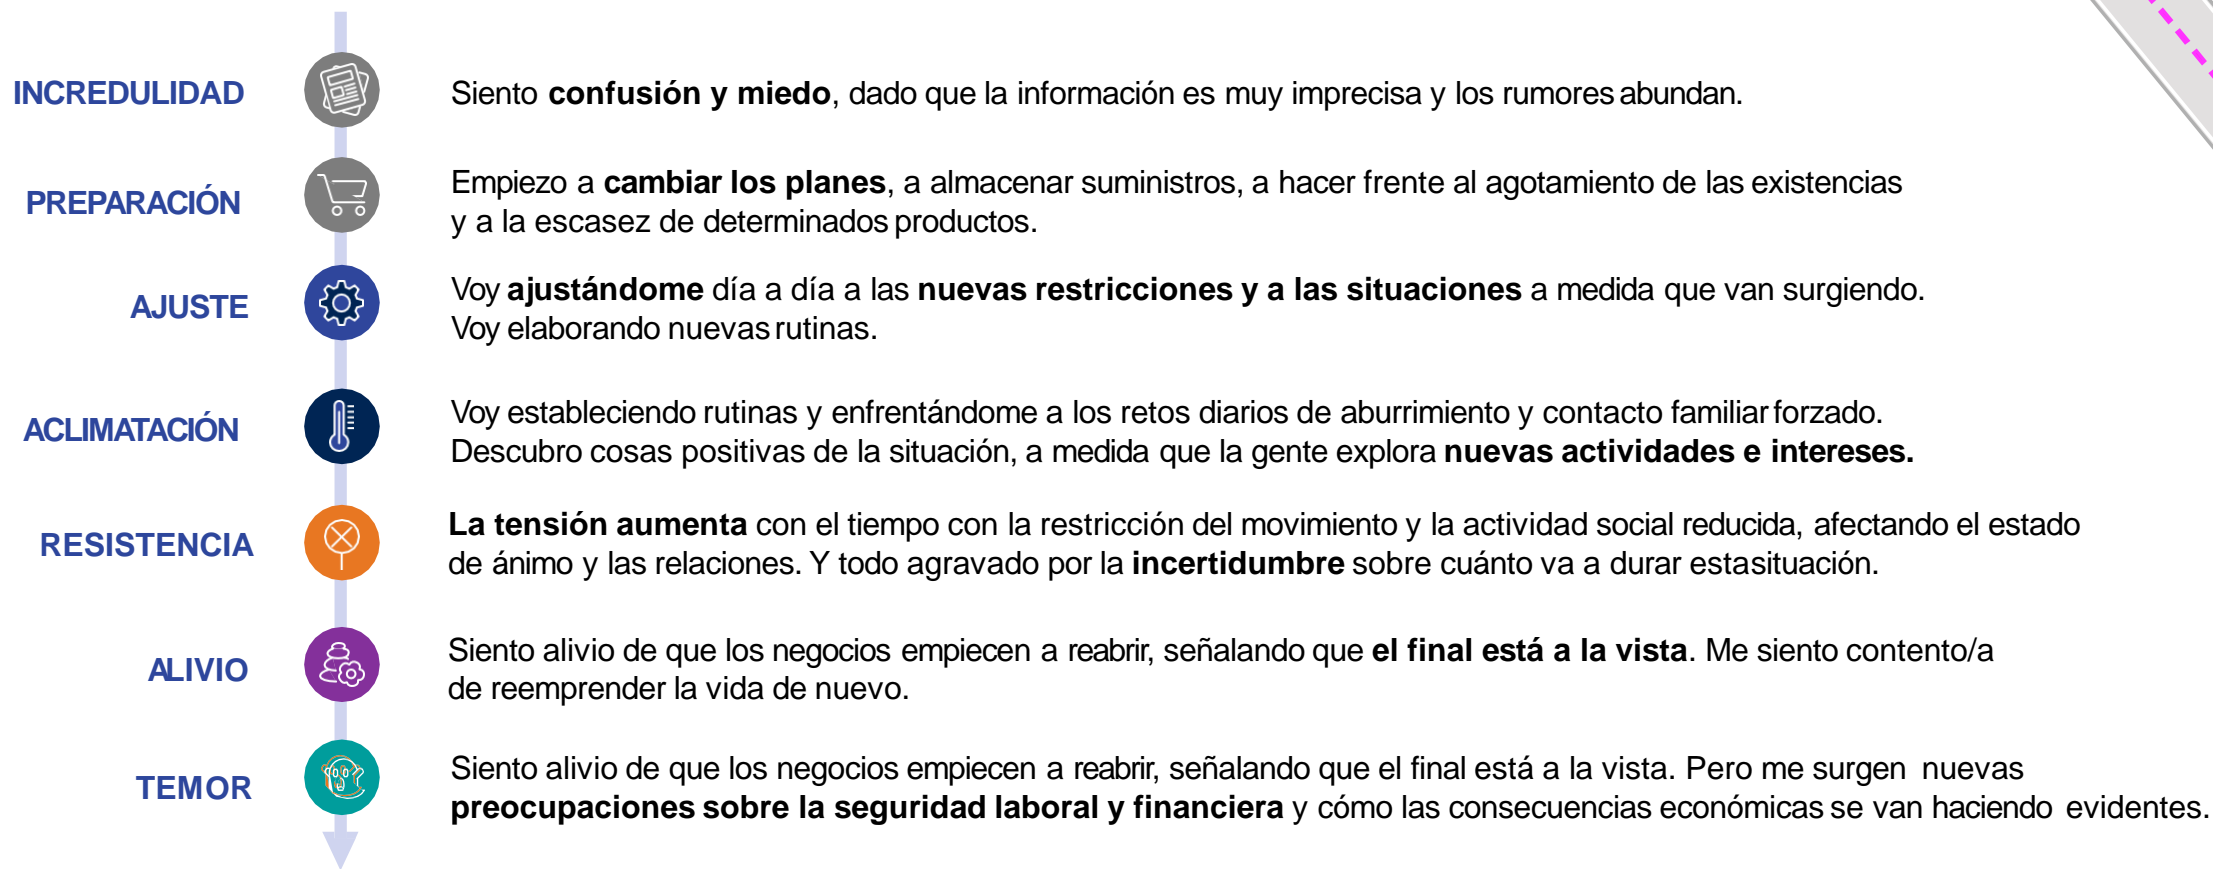 INCREDULIDAD
Siento confusión y miedo, dado que la información es muy imprecisa y los rumores abundan.
PREPARACIÓN
Empiezo a cambiar los planes, a almacenar suministros, a hacer frente al agotamiento de las existencias
y a la escasez de determinados productos.
AJUSTE
Voy ajustándome día a día a las nuevas restricciones y a las situaciones a medida que van surgiendo.
Voy elaborando nuevas rutinas.
ACLIMATACIÓN
Voy estableciendo rutinas y enfrentándome a los retos diarios de aburrimiento y contacto familiar forzado.
Descubro cosas positivas de la situación, a medida que la gente explora nuevas actividades e intereses.
RESISTENCIA
La tensión aumenta con el tiempo con la restricción del movimiento y la actividad social reducida, afectando el estado
de ánimo y las relaciones. Y todo agravado por la incertidumbre sobre cuánto va a durar estasituación.
ALIVIO
Siento alivio de que los negocios empiecen a reabrir, señalando que el final está a la vista. Me siento contento/a
de reemprender la vida de nuevo.
TEMOR
Siento alivio de que los negocios empiecen a reabrir, señalando que el final está a la vista. Pero me surgen nuevas
preocupaciones sobre la seguridad laboral y financiera y cómo las consecuencias económicas se van haciendo evidentes.